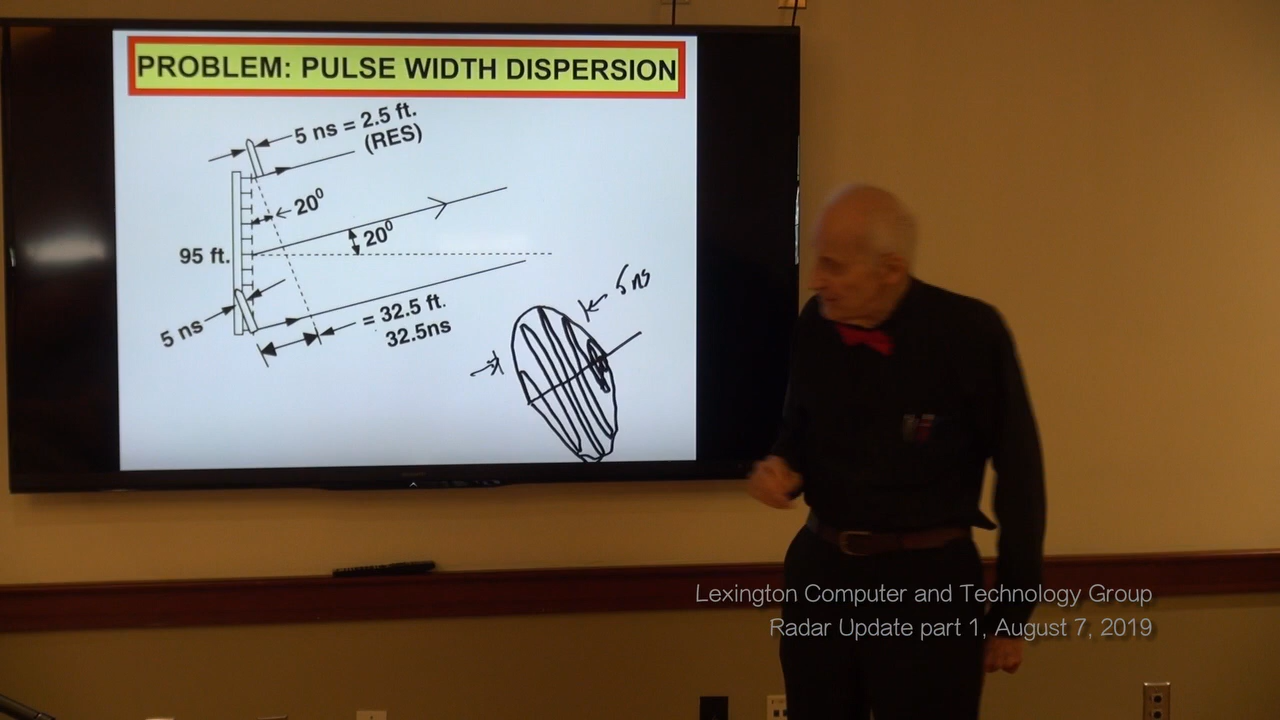 PROBLEM: PULSE WIDTH DISPERSION
5 ns = 2.5 ft.
(RES)
20⁰
20⁰
95 ft.
5 ns
= 32.5 ft.
32.5ns
5 ns
Lexington Computer and Technology Group
Radar Update part 1, August 7, 2019